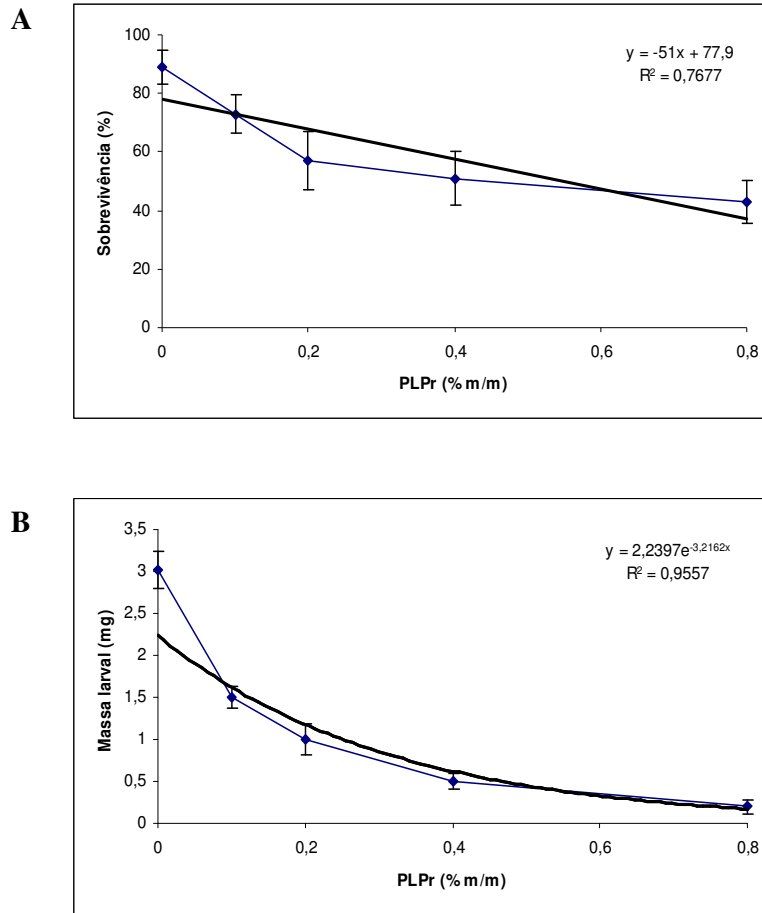 A
y = -51x + 77,9
R² = 0,7677
100
80
60
40
20
0
Sobrevivência (%)
0 0,2 0,4 0,6 0,8
PLPr (% m/m)
B
y = 2,2397e^-3,2162x
R² = 0,9557
3,5
3
2,5
2
1,5
1
0,5
0
Massa larval (mg)
0 0,2 0,4 0,6 0,8
PLPr (% m/m)